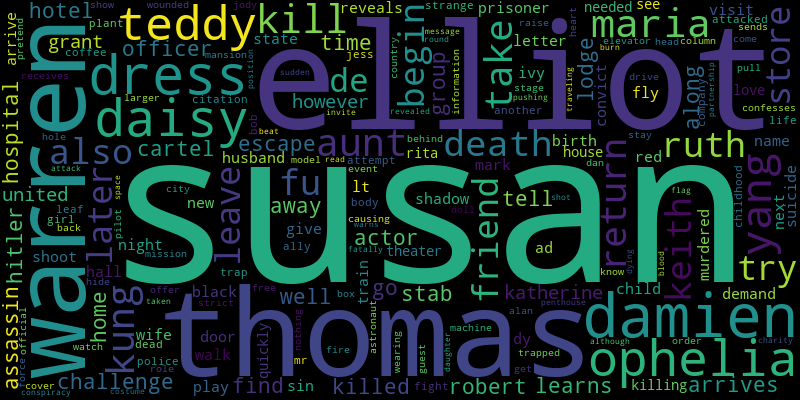 susan
elliot
thomas
warren
damien
ophelia
daisy
dress
teddy
kill
maria
ruth
yang
keith
aunt
death
friend
return
store
take
begin
try
kung
fu
later
leave
also
de
assassin
hitler
hospital
hotel
officer
cartel
escape
challenge
united
grant
group
time
lodge
along
home
hall
away
actor
stab
shadow
tell
ad
katherine
robert
learns
arrives
find
killed
killing
well
go
train
theater
husband
however
prisoner
letter
ivy
stage
needed
see
visit
attacked
convict
fly
red
house
birth
name
next
suicide
murdered
demand
child
love
life
arrive
plant
coffee
reveals
strange
state
jess
rita
mark
lt
body
causing
give
ally
night
new
girl
back
leaf
pilot
city
mission
black
door
walk
wife
dead
police
role
play
sin
mr
quickly
trap
offer
taken
strict
free
nothing
box
fire
astronaut
wearing
guest
daughter
machine
alan
trapped
get
dy
penthouse
although
order
charity
fight
fatally
warns
doll
shot
flag
know
dying
blood
watch
hide
cover
conspiracy
costume
official
force
receives
pretend
show
wounded
jody
mansion
larger
citation
position
bob
beat
sudden
invite
model
read
event
attempt
behind
revealed
country
message
round
information
another
pushing
traveling
heart
raise
elevator
head
burn
dan
stay
column
drive
company
partnership
pull
come
sends
confesses
childhood
hole
attack
space
shoot